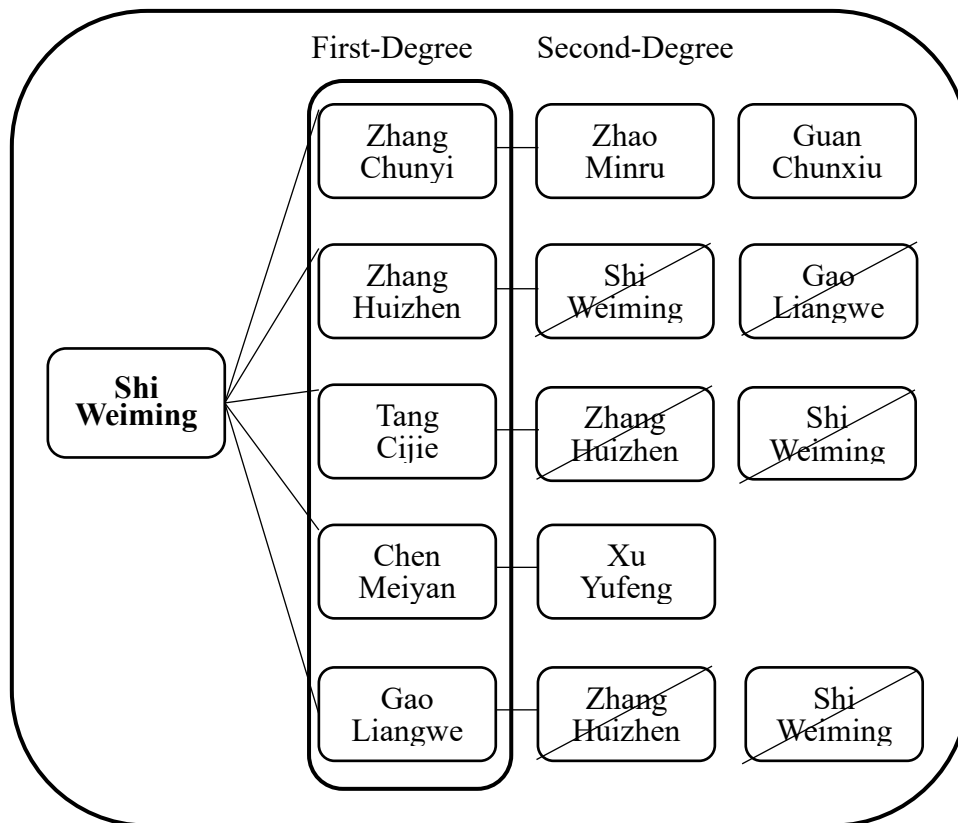 First-Degree Second-Degree
Zhang
Chunyi
Zhao
Minru
Guan
Chunxiu
Zhang
Huizhen
Shi
Weiming
Gao
Liangwe
Shi
Weiming
Tang
Cijie
Zhang
Huizhen
Shi
Weiming
Chen
Meiyan
Xu
Yufeng
Gao
Liangwe
Zhang
Huizhen
Shi
Weiming